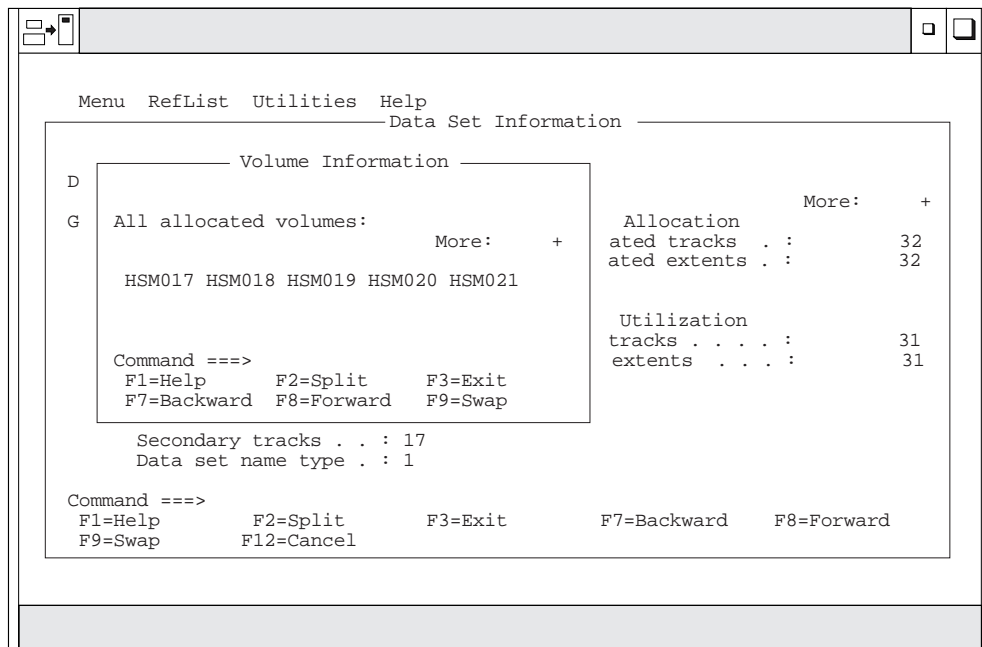 Menu RefList Utilities Help
Data Set Information
Volume Information
D
More: +
G All allocated volumes: Allocation
More: + ated tracks . : 32
ated extents . : 32
HSM017 HSM018 HSM019 HSM020 HSM021
Utilization
tracks . . . . : 31
Command ===> extents . . . : 31
F1=Help F2=Split F3=Exit
F7=Backward F8=Forward F9=Swap
Secondary tracks . . : 17
Data set name type . : 1
Command ===>
F1=Help F2=Split F3=Exit F7=Backward F8=Forward
F9=Swap F12=Cancel